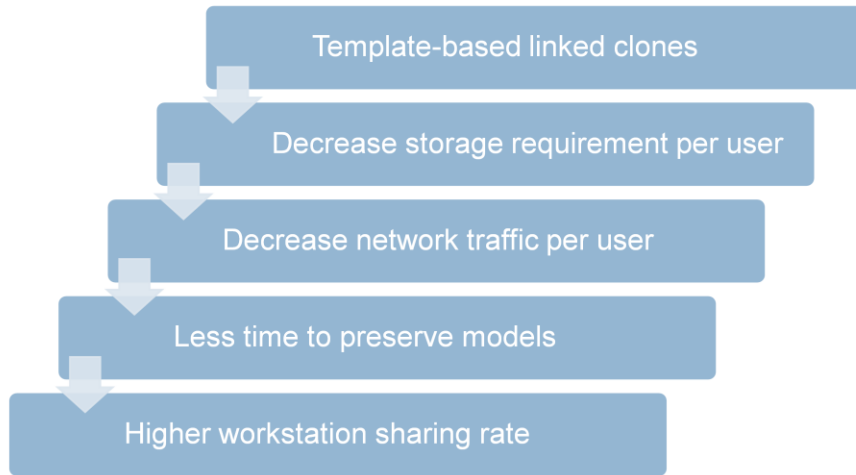 Template-based linked clones
Decrease storage requirement per user
Decrease network traffic per user
Less time to preserve models
Higher workstation sharing rate